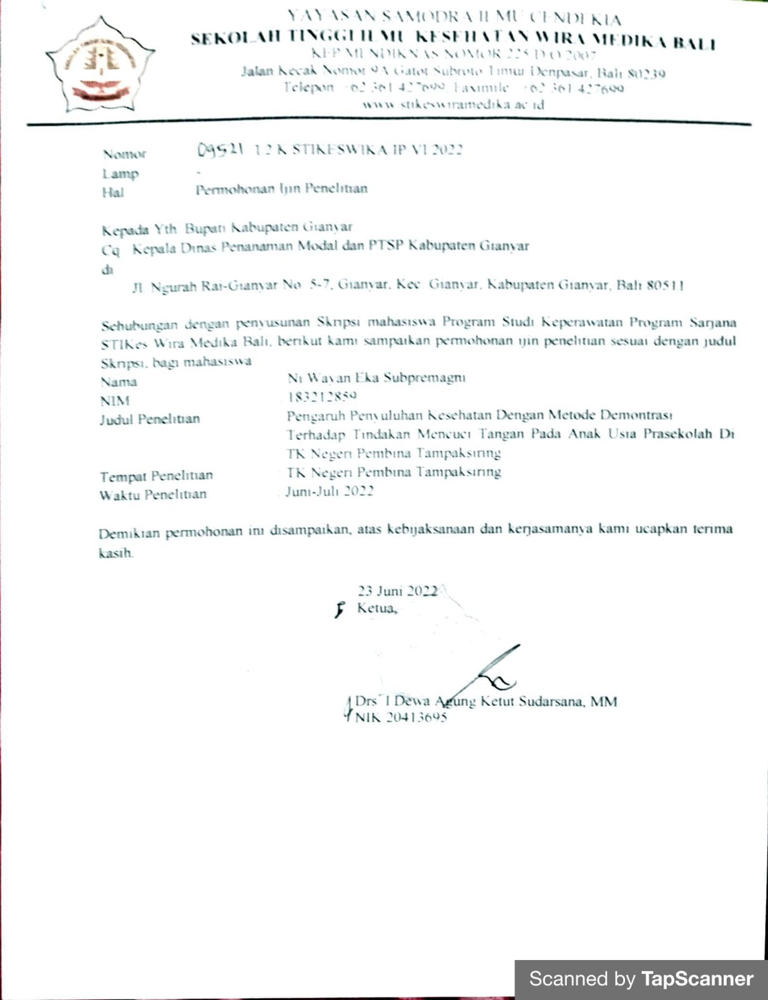 YAYASAN SAMODRA ILMU CENDEKIA
SEKOLAH TINGGI ILMU KESEHATAN WIRA MEDIKA BALI
KEP MENDIKNAS NOMOR 225 D O 2007
Jalan Kecak Nomor 9A Gatot Subroto Timur Denpasar, Bali 80239
Telepon +62 361 427699, Faximile +62 361 427699
www stikeswiramedika ac id
Nomor 09521 1 2 K STIKESWIKA IP VI 2022
Lamp -
Hal Permohonan Ijin Penelitian
Kepada Yth Bupati Kabupaten Gianyar
Cq Kepala Dinas Penanaman Modal dan PTSP Kabupaten Gianyar
di
Jl. Ngurah Rai-Gianyar No. 5-7, Gianyar, Kec. Gianyar, Kabupaten Gianyar, Bali 80511
Sehubungan dengan penyusunan Skripsi mahasiswa Program Studi Keperawatan Program Sarjana
STIKes Wira Medika Bali, berikut kami sampaikan permohonan ijin penelitian sesuai dengan judul
Skripsi, bagi mahasiswa
Nama Ni Wayan Eka Subpremagni
NIM 183212859
Judul Penelitian Pengaruh Penyuluhan Kesehatan Dengan Metode Demontrasi
Terhadap Tindakan Mencuci Tangan Pada Anak Usia Prasekolah Di
TK Negeri Pembina Tampaksiring
Tempat Penelitian TK Negeri Pembina Tampaksiring
Waktu Penelitian : Juni-Juli 2022
Demikian permohonan ini disampaikan, atas kebijaksanaan dan kerjasamanya kami ucapkan terima
kasih.
23 Juni 2022
Ketua,
Drs I Dewa Agung Ketut Sudarsana, MM
NIK 20413695
Scanned by TapScanner